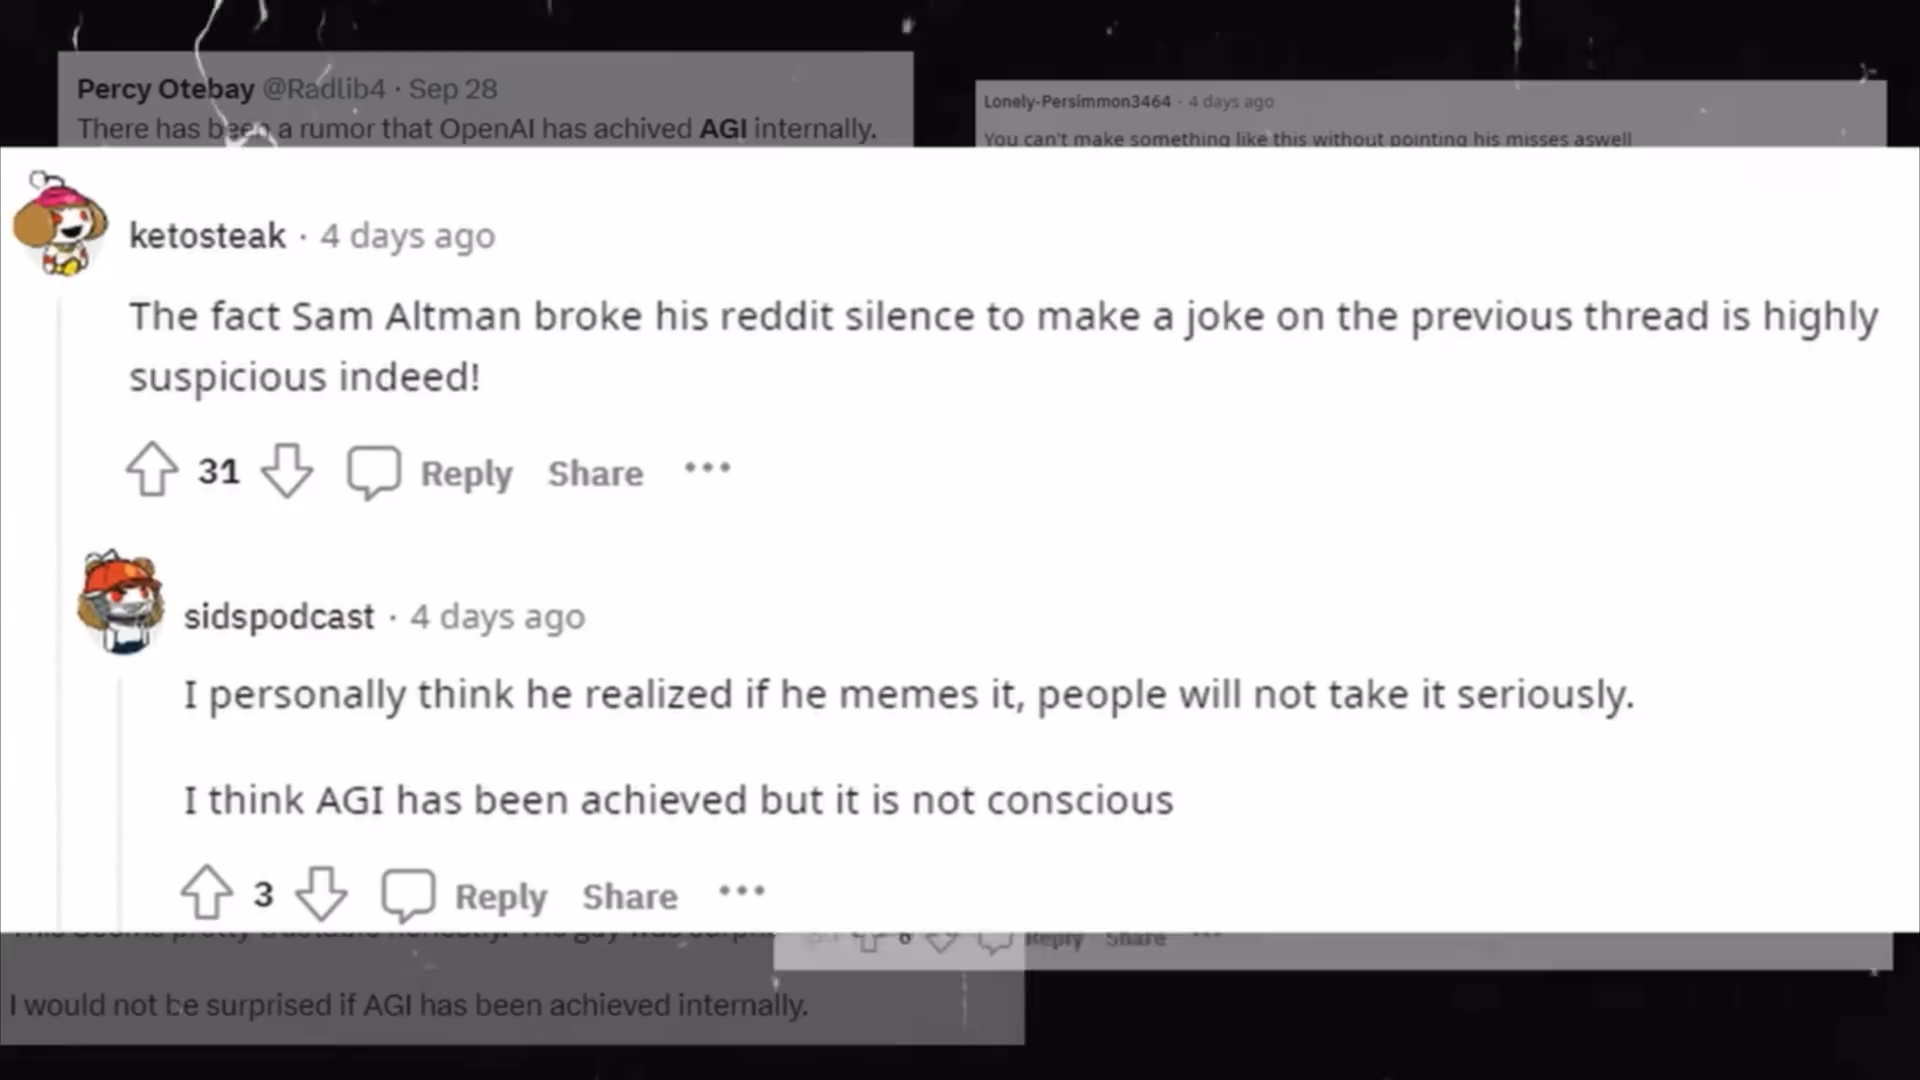 Percy Otebay @Radlib4 · Sep 28
There has been a rumor that OpenAI has achived AGI internally.
Lonely-Persimmon3464 · 4 days ago
You can't make something like this without pointing his misses aswell
ketosteak · 4 days ago
The fact Sam Altman broke his reddit silence to make a joke on the previous thread is highly
suspicious indeed!
31 Reply Share ...
sidspodcast · 4 days ago
I personally think he realized if he memes it, people will not take it seriously.
I think AGI has been achieved but it is not conscious
3 Reply Share ...
6 Reply Share ...
I would not be surprised if AGI has been achieved internally.